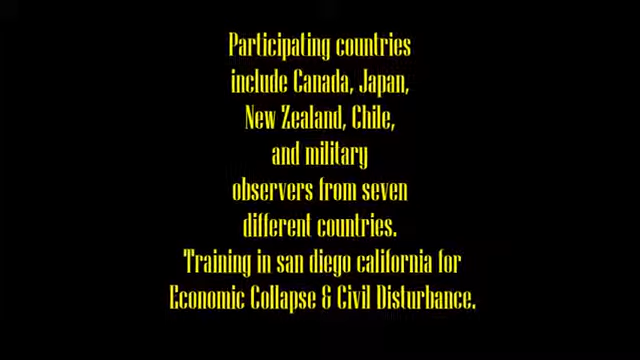 Participating countries
include Canada, Japan,
New Zealand, Chile,
and military
observers from seven
different countries.
Training in san diego california for
Economic Collapse & Civil Disturbance.